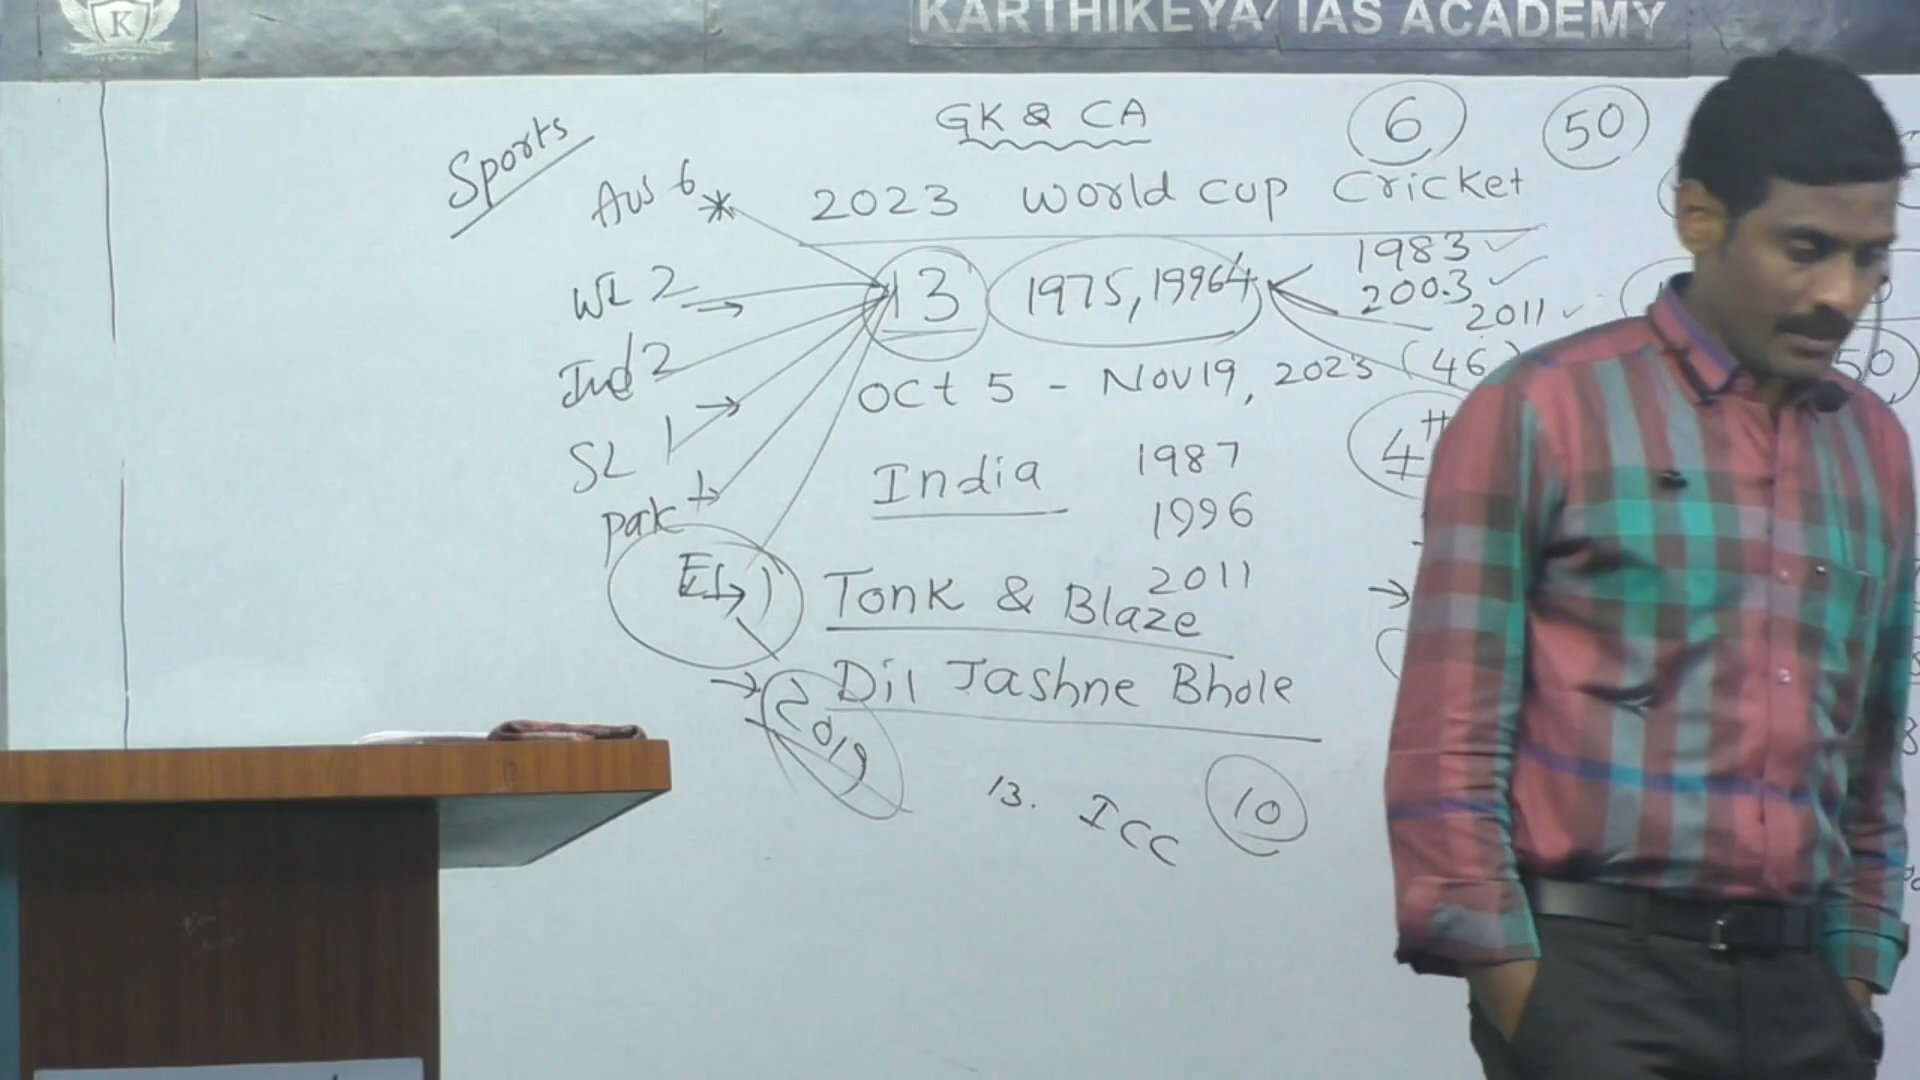 K
KARTHIKEYA IAS ACADEMY
GK & CA
6
50
Sports
2023 World Cup Cricket
Aus 6
WI 2
Ind 2
SL 1
Pak 1
13
1975, 1996
1983
2003
2011
Oct 5 - Nov 19, 2023 (46)
4th
50
India
1987
1996
2011
Tonk & Blaze
Dil Jashne Bhole
2019
13. ICC
10